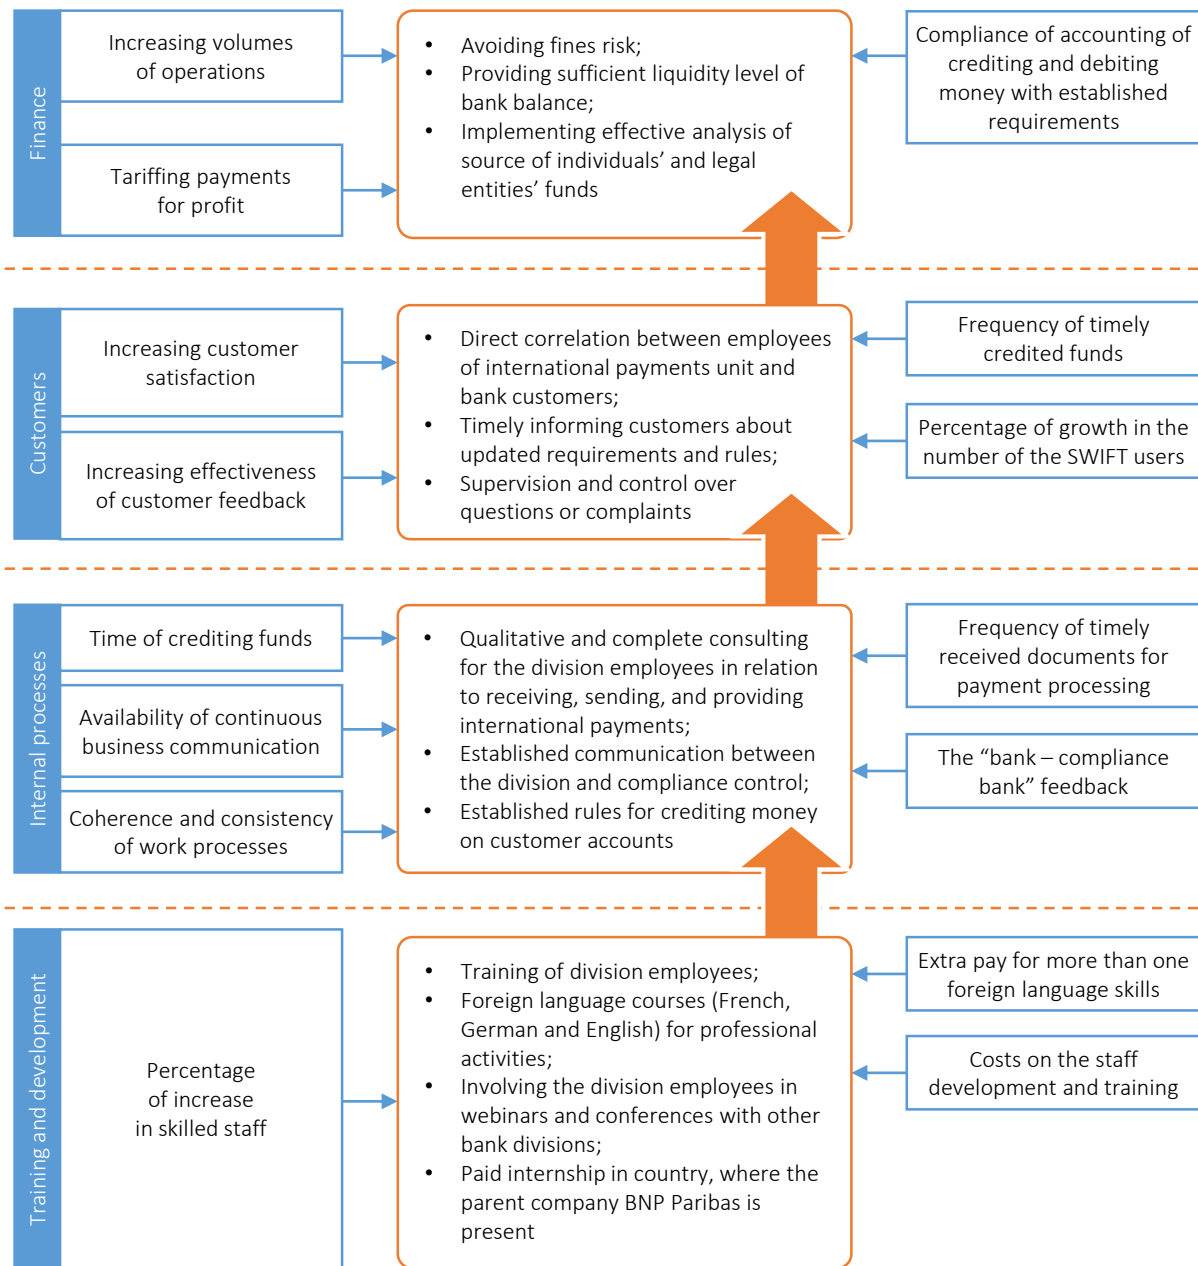 Finance
Increasing volumes
of operations
Tariffing payments
for profit
• Avoiding fines risk;
• Providing sufficient liquidity level of
bank balance;
• Implementing effective analysis of
source of individuals’ and legal
entities’ funds
Compliance of accounting of
crediting and debiting
money with established
requirements
Customers
Increasing customer
satisfaction
Increasing effectiveness
of customer feedback
• Direct correlation between employees
of international payments unit and
bank customers;
• Timely informing customers about
updated requirements and rules;
• Supervision and control over
questions or complaints
Frequency of timely
credited funds
Percentage of growth in the
number of the SWIFT users
Internal processes
Time of crediting funds
Availability of continuous
business communication
Coherence and consistency
of work processes
• Qualitative and complete consulting
for the division employees in relation
to receiving, sending, and providing
international payments;
• Established communication between
the division and compliance control;
• Established rules for crediting money
on customer accounts
Frequency of timely
received documents for
payment processing
The “bank – compliance
bank” feedback
Training and development
Percentage
of increase
in skilled staff
• Training of division employees;
• Foreign language courses (French,
German and English) for professional
activities;
• Involving the division employees in
webinars and conferences with other
bank divisions;
• Paid internship in country, where the
parent company BNP Paribas is
present
Extra pay for more than one
foreign language skills
Costs on the staff
development and training